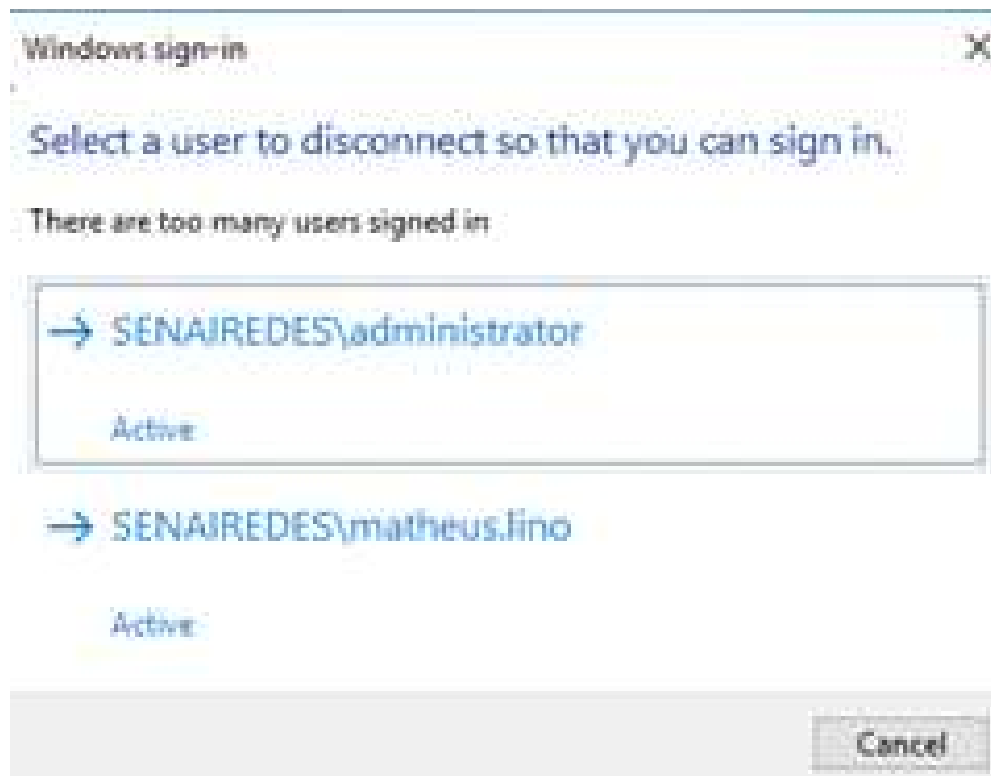 Windows sign-in
Select a user to disconnect so that you can sign in.
There are too many users signed in
SENAIREDES\administrator
Active
SENAIREDES\matheus.lino
Active
Cancel